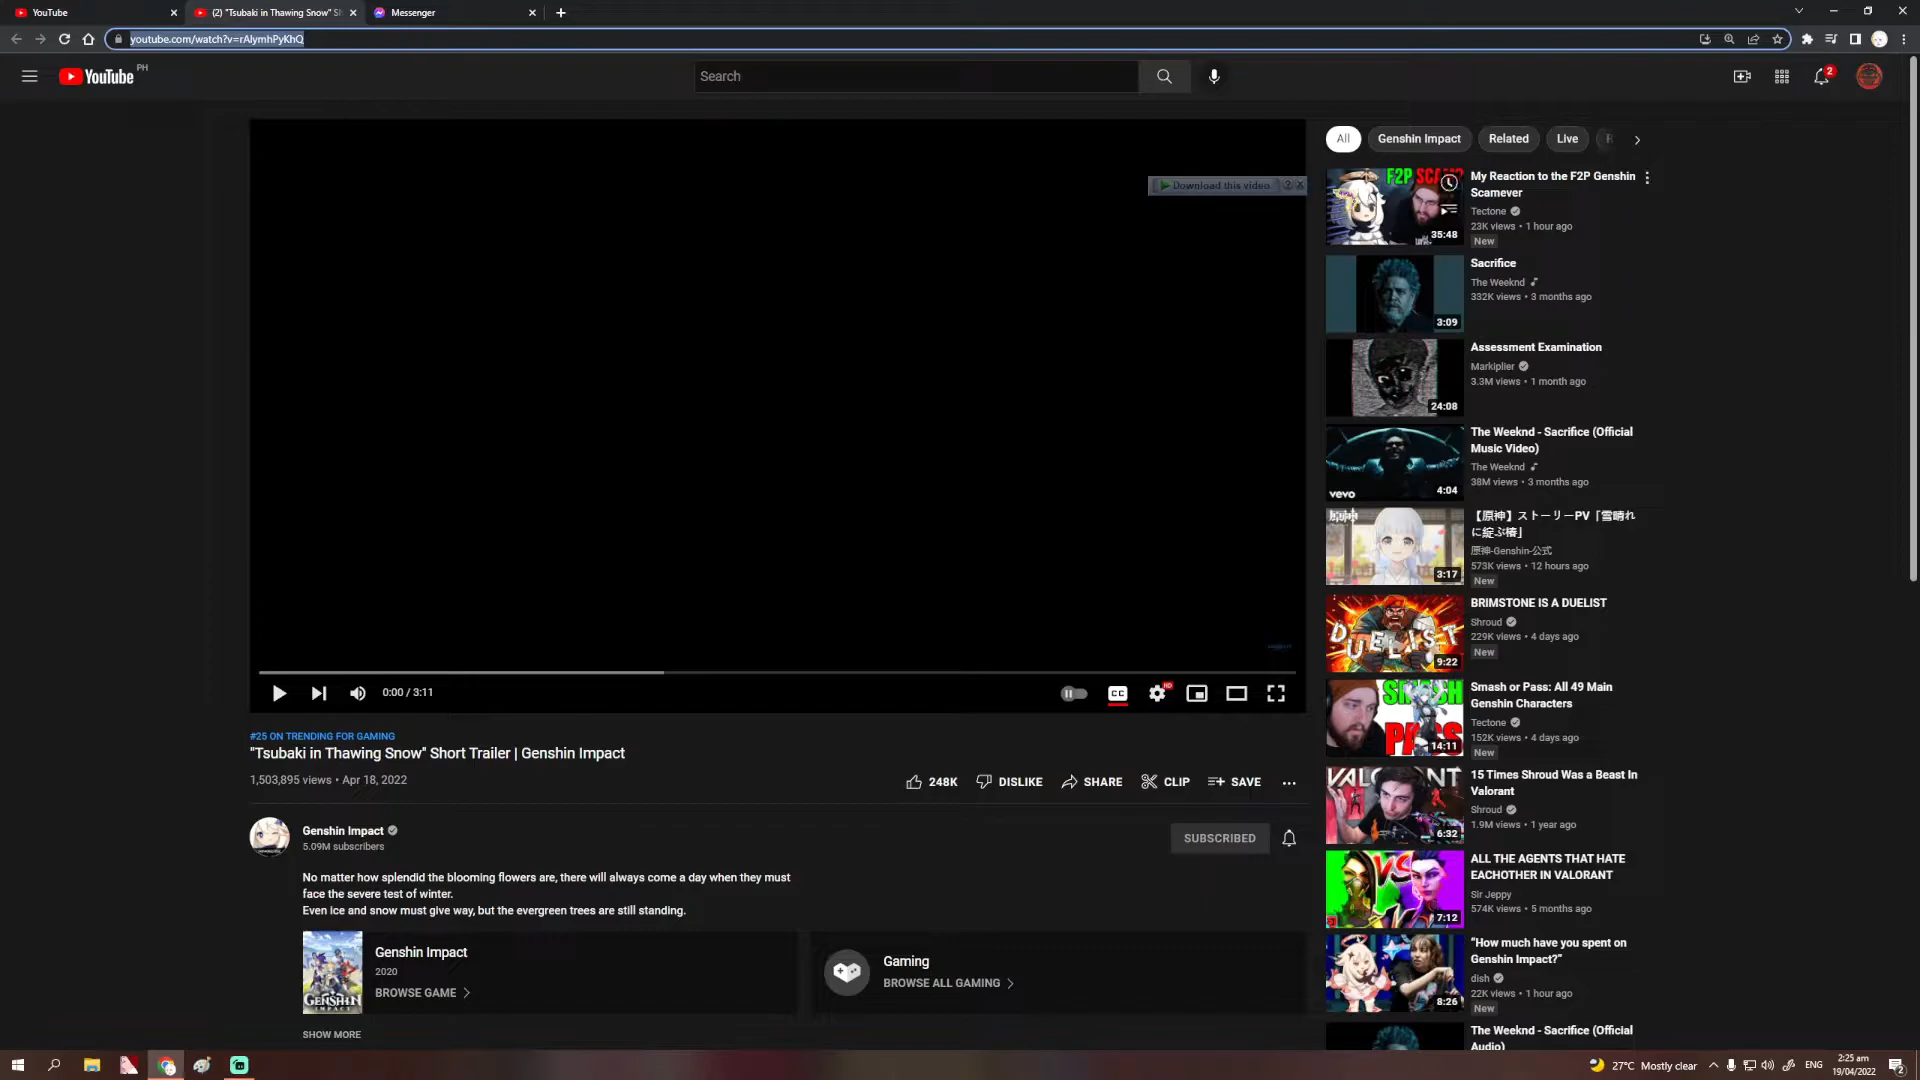 YouTube
(2) "Tsubaki in Thawing Snow" Sh
Messenger
youtube.com/watch?v=rAlymhPyKhQ
YouTube PH
Search
2
Download this video ? X
0:00 / 3:11
CC
HD
#25 ON TRENDING FOR GAMING
"Tsubaki in Thawing Snow" Short Trailer | Genshin Impact
1,503,895 views • Apr 18, 2022
248K
DISLIKE
SHARE
CLIP
SAVE
Genshin Impact
5.09M subscribers
SUBSCRIBED
No matter how splendid the blooming flowers are, there will always come a day when they must
face the severe test of winter.
Even ice and snow must give way, but the evergreen trees are still standing.
GENSHIN
IMPACT
Genshin Impact
2020
BROWSE GAME
Gaming
BROWSE ALL GAMING
SHOW MORE
All
Genshin Impact
Related
Live
F2P SCAM
35:48
My Reaction to the F2P Genshin
Scamever
Tectone
23K views • 1 hour ago
New
3:09
Sacrifice
The Weeknd
332K views • 3 months ago
24:08
Assessment Examination
Markiplier
3.3M views • 1 month ago
vevo
4:04
The Weeknd - Sacrifice (Official
Music Video)
The Weeknd
38M views • 3 months ago
3:17
【原神】ストーリーPV「雪晴れ
に綻ぶ椿」
原神-Genshin-公式
573K views • 12 hours ago
New
DUELIST
9:22
BRIMSTONE IS A DUELIST
Shroud
229K views • 4 days ago
New
SMASH
PASS
14:11
Smash or Pass: All 49 Main
Genshin Characters
Tectone
152K views • 4 days ago
New
VALORANT
6:32
15 Times Shroud Was a Beast In
Valorant
Shroud
1.9M views • 1 year ago
VS
7:12
ALL THE AGENTS THAT HATE
EACHOTHER IN VALORANT
Sir Jeppy
574K views • 5 months ago
8:26
"How much have you spent on
Genshin Impact?"
dish
22K views • 1 hour ago
New
The Weeknd - Sacrifice (Official
Audio)
27°C Mostly clear
ENG
2:25 am
19/04/2022
2